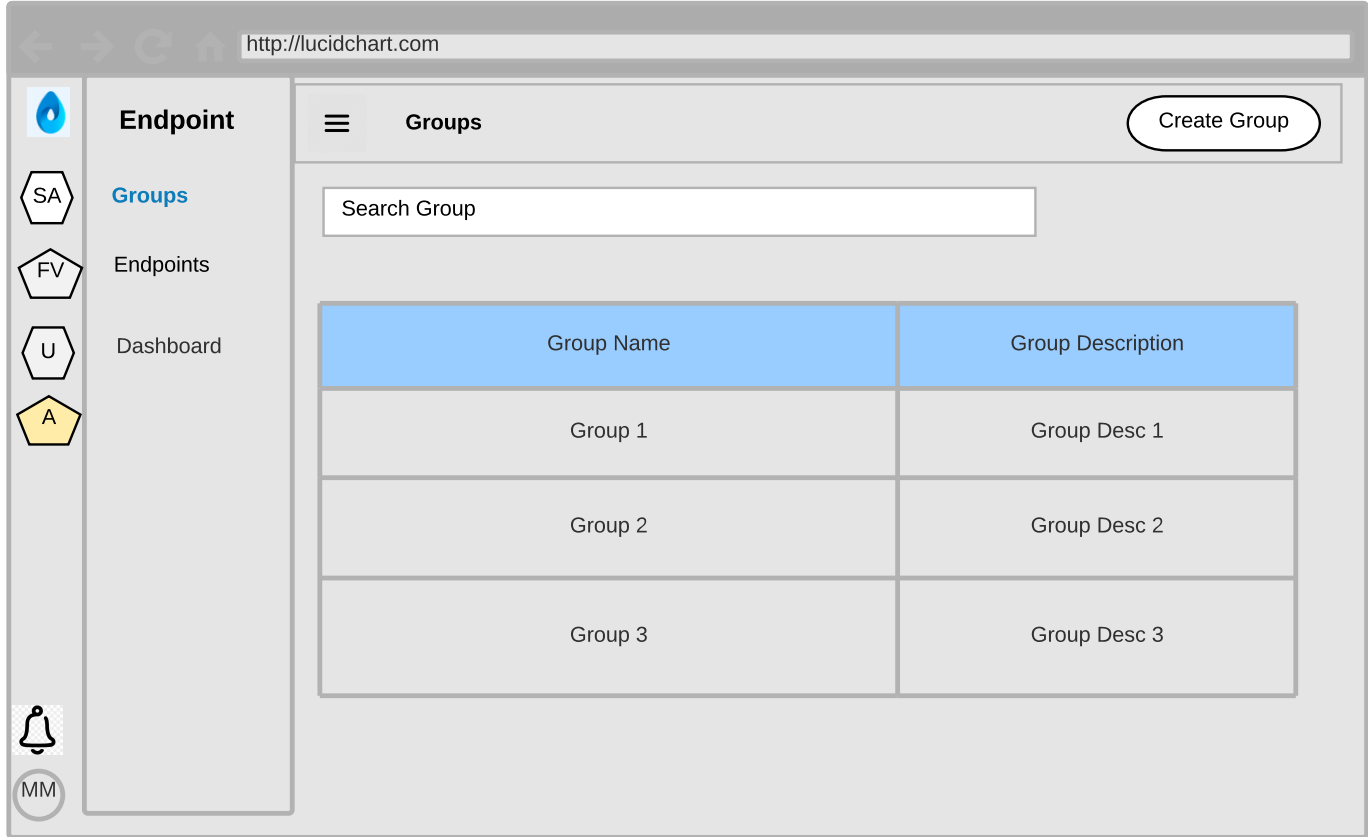 http://lucidchart.com
Endpoint
Groups
Create Group
SA
Groups
Search Group
FV
Endpoints
U
Dashboard
A
Group Name
Group Description
Group 1
Group Desc 1
Group 2
Group Desc 2
Group 3
Group Desc 3
MM